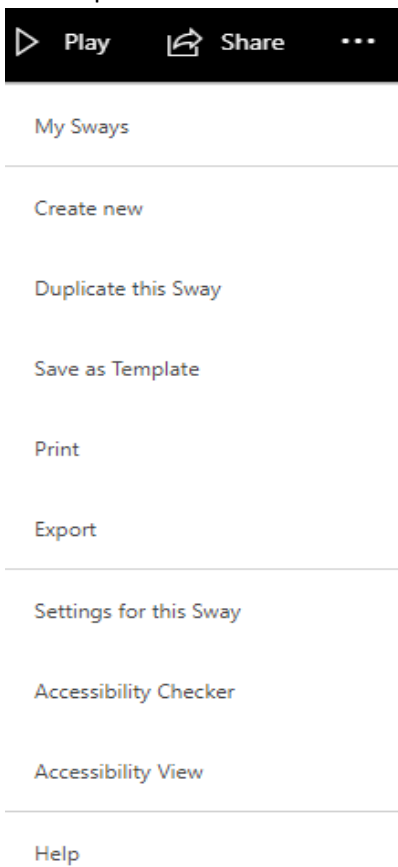 Play Share ...
My Sways
Create new
Duplicate this Sway
Save as Template
Print
Export
Settings for this Sway
Accessibility Checker
Accessibility View
Help